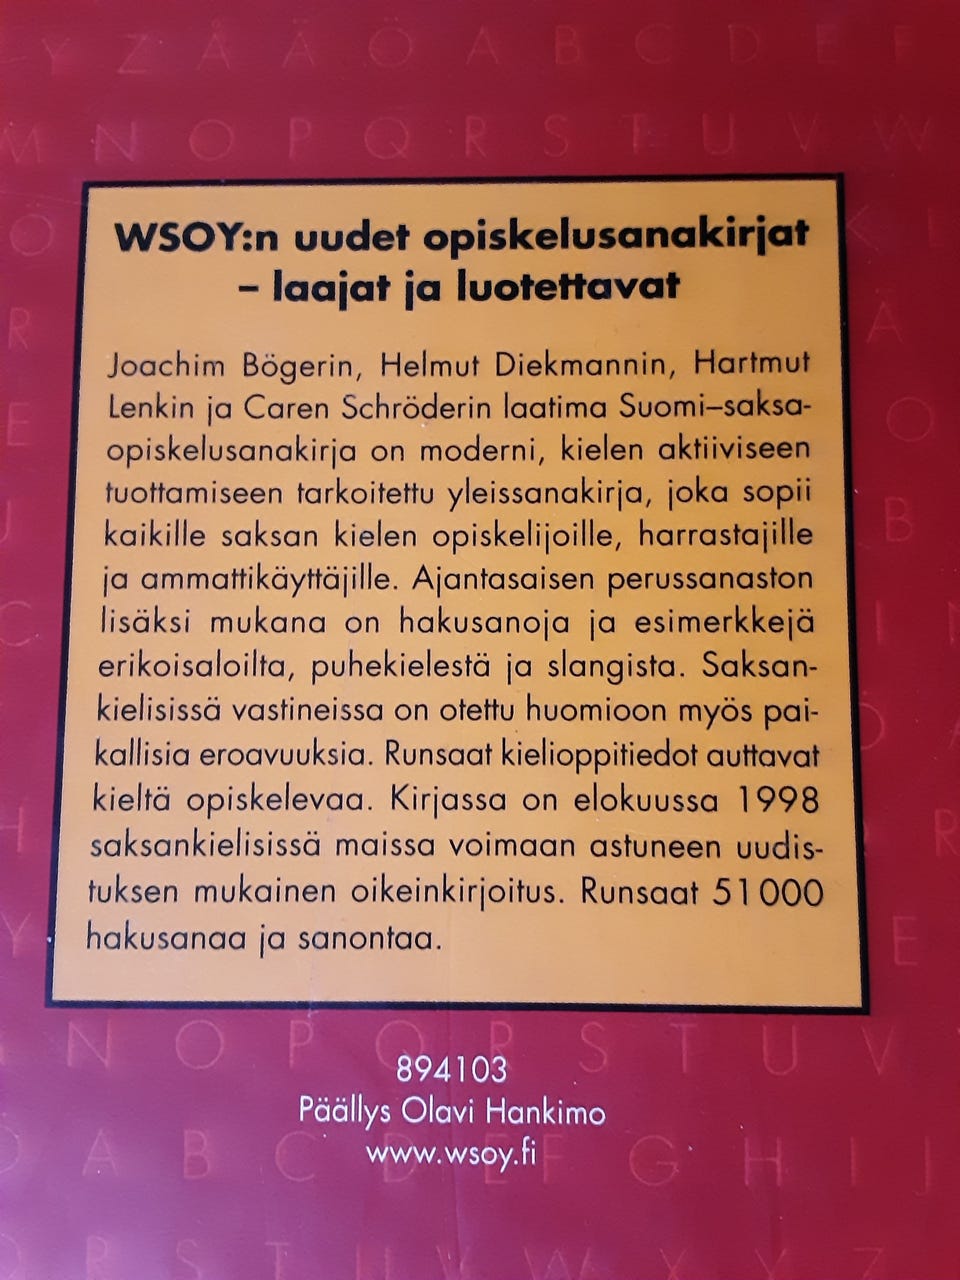 Y Z Å Ä Ö A B C D E F
M N O P Q R S T U V W
WSOY:n uudet opiskelusanakirjat
– laajat ja luotettavat
Joachim Bögerin, Helmut Diekmannin, Hartmut
Lenkin ja Caren Schröderin laatima Suomi–saksa-
opiskelusanakirja on moderni, kielen aktiiviseen
tuottamiseen tarkoitettu yleissanakirja, joka sopii
kaikille saksan kielen opiskelijoille, harrastajille
ja ammattikäyttäjille. Ajantasaisen perussanaston
lisäksi mukana on hakusanoja ja esimerkkejä
erikoisaloilta, puhekielestä ja slangista. Saksan-
kielisissä vastineissa on otettu huomioon myös pai-
kallisia eroavuuksia. Runsaat kielioppitiedot auttavat
kieltä opiskelevaa. Kirjassa on elokuussa 1998
saksankielisissä maissa voimaan astuneen uudis-
tuksen mukainen oikeinkirjoitus. Runsaat 51 000
hakusanaa ja sanontaa.
N O P Q R S T U V
894103
Päällys Olavi Hankimo
www.wsoy.fi
A B C D E F G H I J